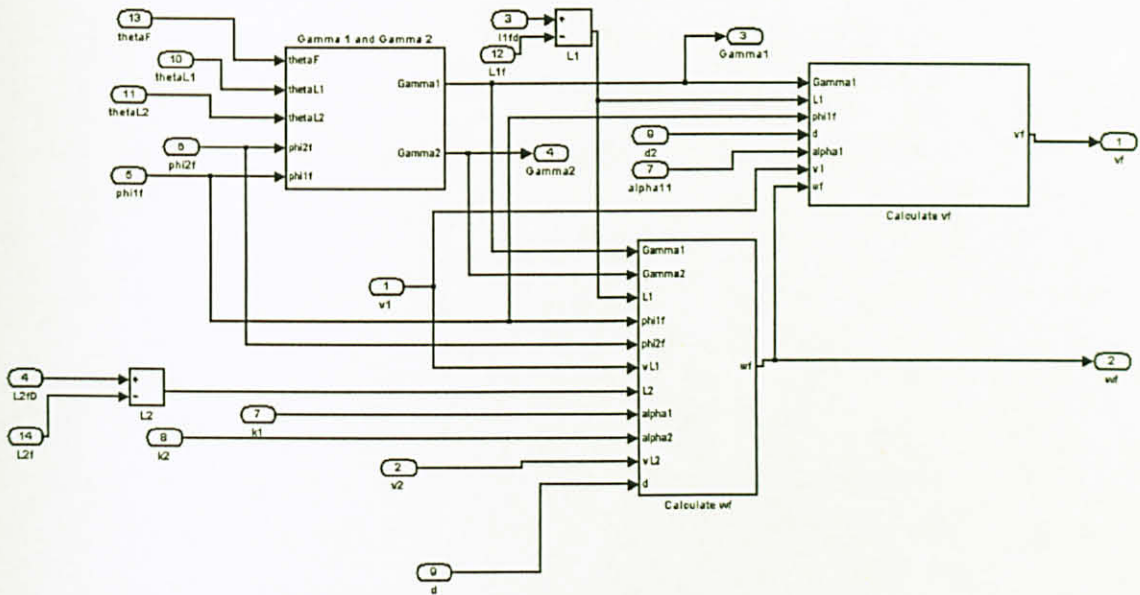 13
thetaF
10
thetaL1
11
thetaL2
6
phi2f
5
phi1f
Gamma 1 and Gamma 2
thetaF
thetaL1
thetaL2
phi2f
phi1f
Gamma1
Gamma2
3
l1fd
12
L1f
+
-
L1
3
Gamma1
4
Gamma2
9
d2
7
alpha11
Gamma1
L1
phi1f
d
alpha1
v1
wf
vf
Calculate vf
1
vf
1
v1
Gamma1
Gamma2
L1
phi1f
phi2f
vL1
L2
alpha1
alpha2
vL2
d
wf
Calculate wf
2
wf
4
L2fD
14
L2f
+
-
L2
7
k1
8
k2
2
v2
9
d